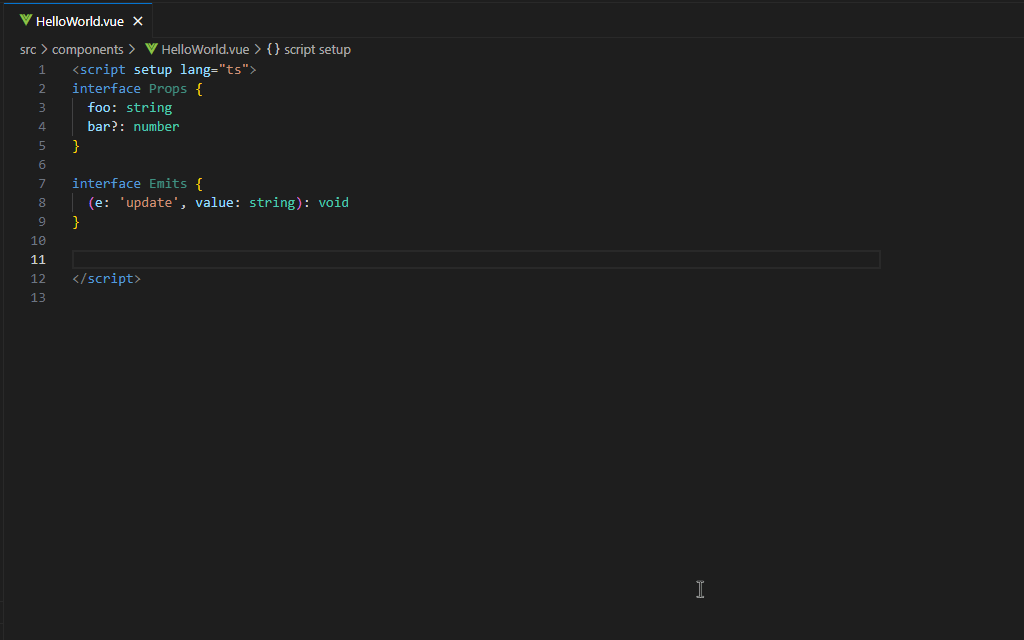 HelloWorld.vue
src > components > HelloWorld.vue > {} script setup
1 <script setup lang="ts">
2 interface Props {
3   foo: string
4   bar?: number
5 }
6
7 interface Emits {
8   (e: 'update', value: string): void
9 }
10
11
12 </script>
13